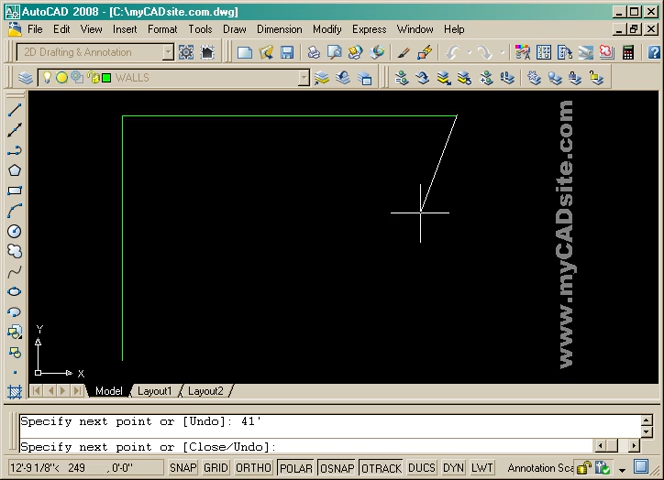 AutoCAD 2008 - [C:\myCADsite.com.dwg]
File Edit View Insert Format Tools Draw Dimension Modify Express Window Help
2D Drafting & Annotation
WALLS
www.myCADsite.com
Y
X
Model Layout1 Layout2
Specify next point or [Undo]: 41'
Specify next point or [Close/Undo]:
12'-9 1/8"< 249 , 0'-0" SNAP GRID ORTHO POLAR OSNAP OTRACK DUCS DYN LWT Annotation Sca